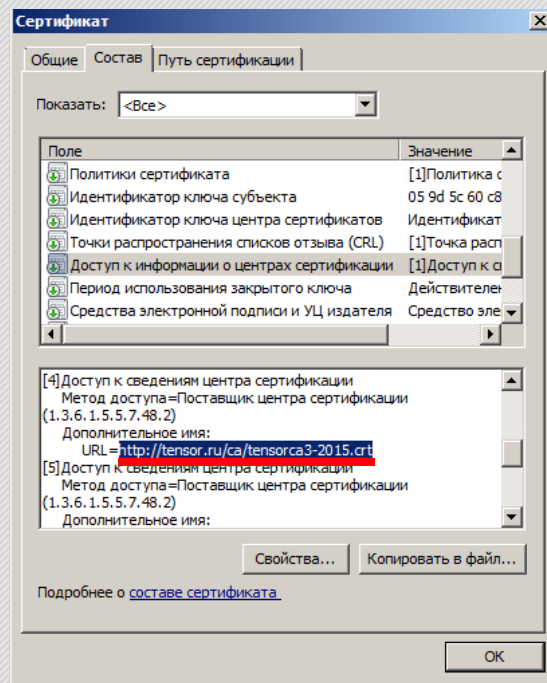 Сертификат
Общие Состав Путь сертификации
Показать: <Все>
Поле Значение
Политики сертификата [1]Политика с
Идентификатор ключа субъекта 05 9d 5c 60 c8
Идентификатор ключа центра сертификатов Идентификат
Точки распространения списков отзыва (CRL) [1]Точка расп
Доступ к информации о центрах сертификации [1]Доступ к с
Период использования закрытого ключа Действителен
Средства электронной подписи и УЦ издателя Средство эле
[4]Доступ к сведениям центра сертификации
Метод доступа=Поставщик центра сертификации
(1.3.6.1.5.5.7.48.2)
Дополнительное имя:
URL=http://tensor.ru/ca/tensorca3-2015.crt
[5]Доступ к сведениям центра сертификации
Метод доступа=Поставщик центра сертификации
(1.3.6.1.5.5.7.48.2)
Дополнительное имя:
Свойства... Копировать в файл...
Подробнее о составе сертификата
ОК